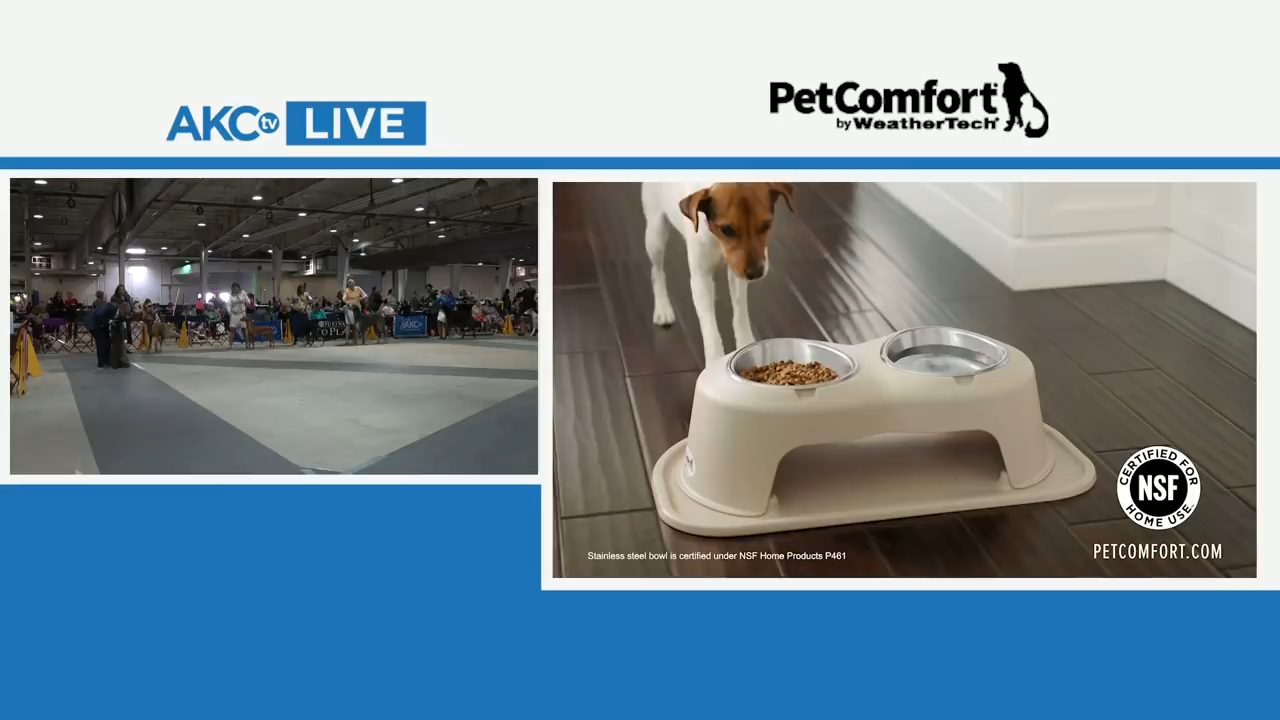 AKCtv LIVE
PetComfort
by WeatherTech®
AKC
CERTIFIED FOR
NSF
HOME USE
Stainless steel bowl is certified under NSF Home Products P461
PETCOMFORT.COM